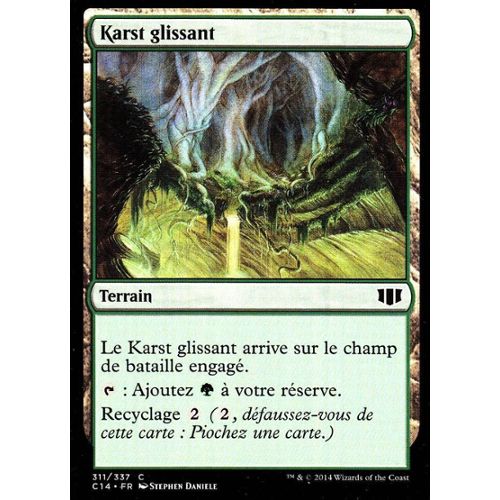 Karst glissant
Terrain
Le Karst glissant arrive sur le champ
de bataille engagé.
: Ajoutez à votre réserve.
Recyclage 2 (2, défaussez-vous de
cette carte : Piochez une carte.)
311/337 C
C14 • FR Stephen Daniele
™ & © 2014 Wizards of the Coast